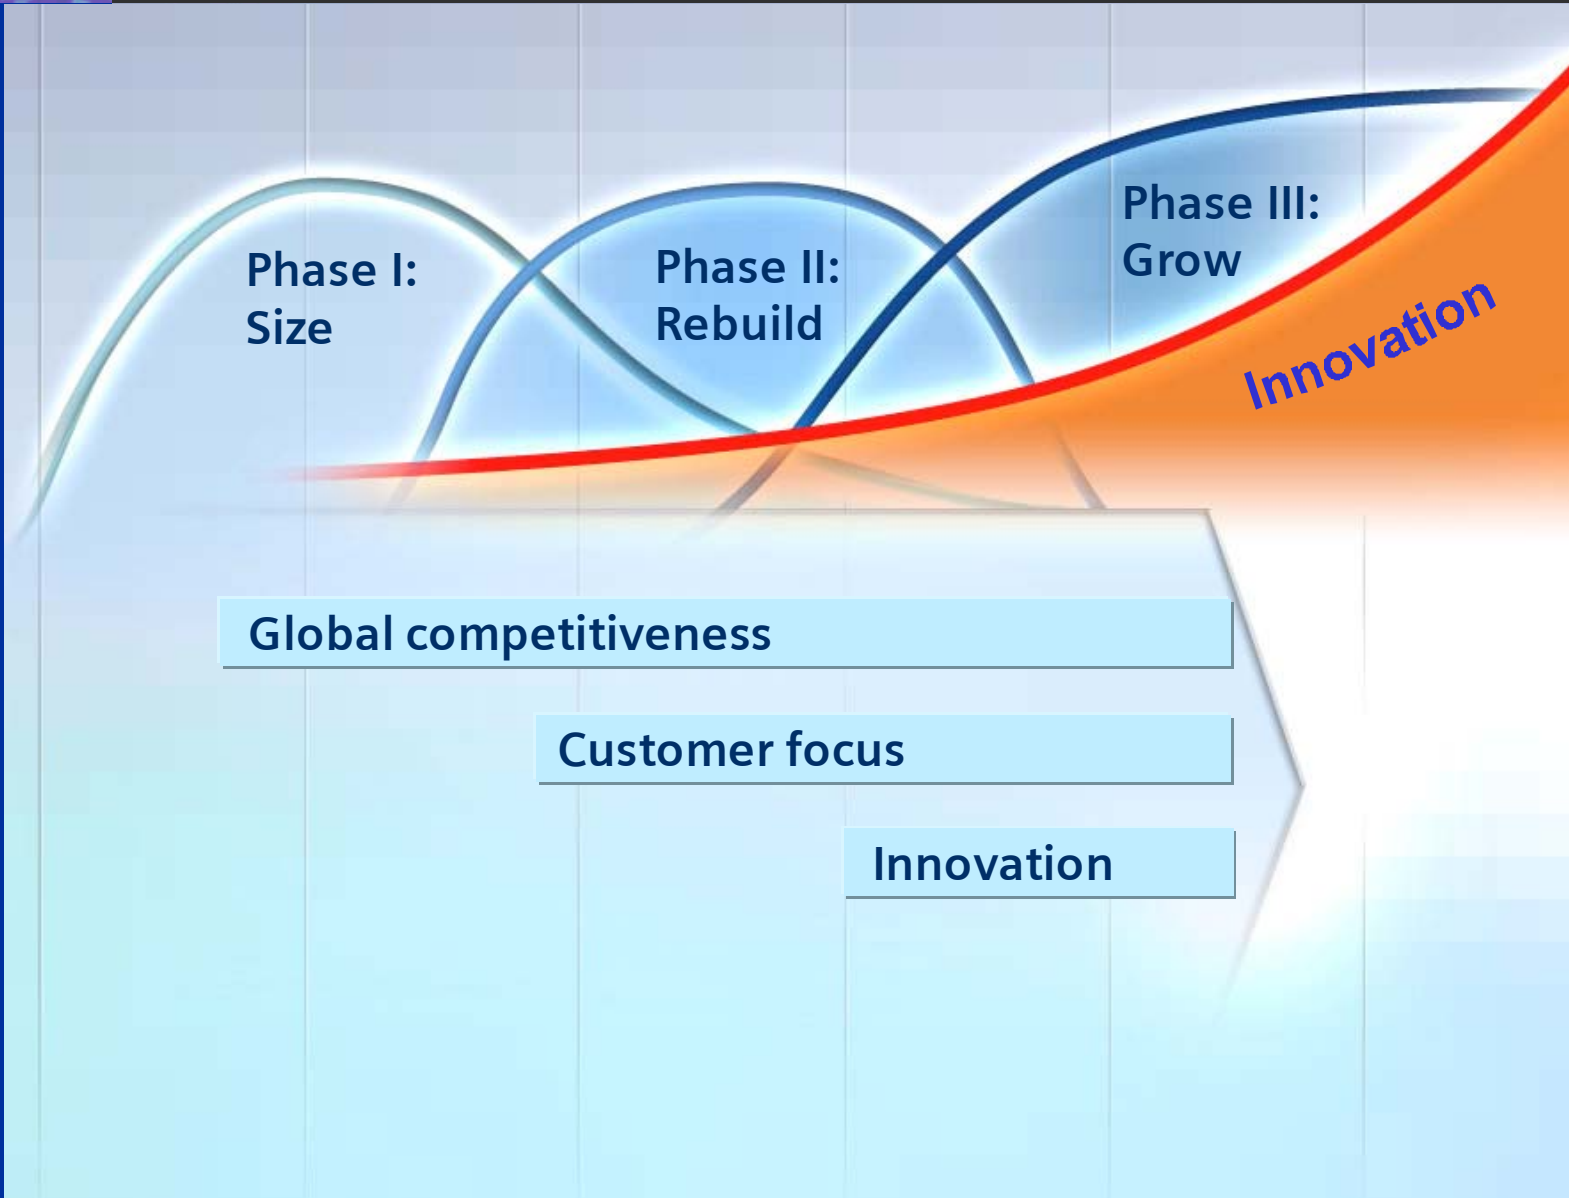 Phase I:
Size
Phase II:
Rebuild
Phase III:
Grow
Innovation
Global competitiveness
Customer focus
Innovation